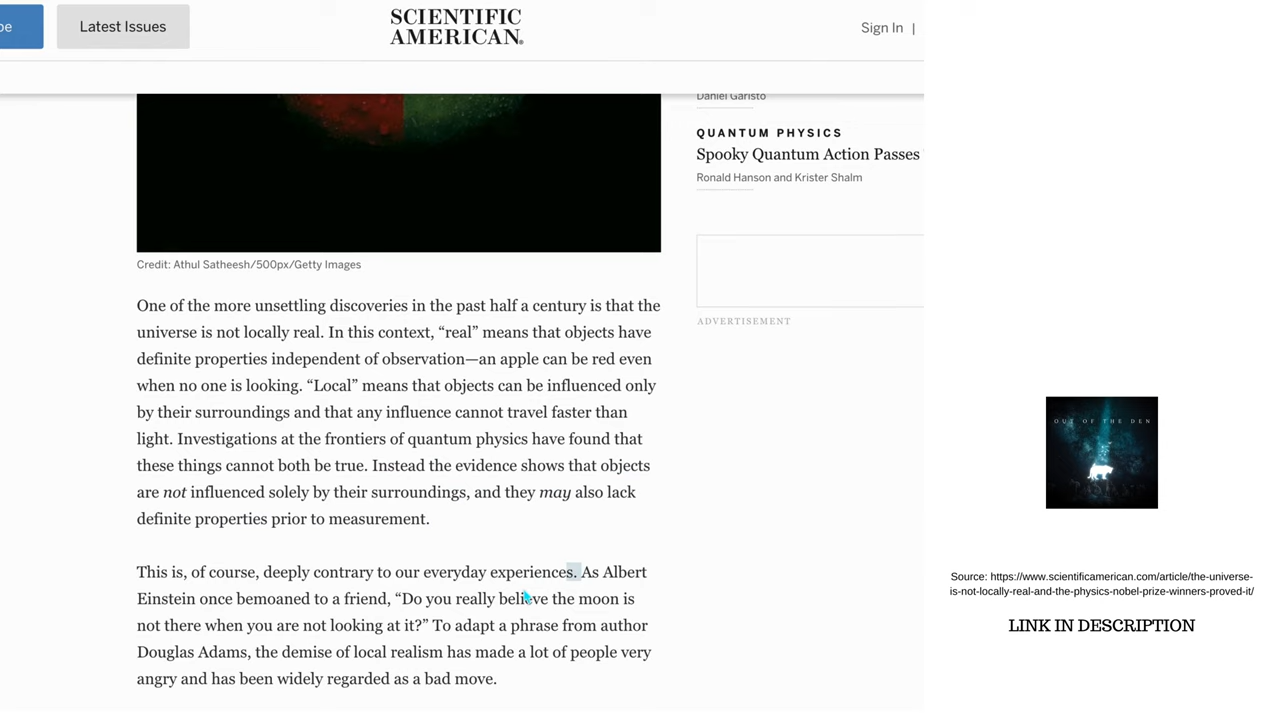 be
Latest Issues
SCIENTIFIC
AMERICAN®
Sign In |
Daniel Garisto
QUANTUM PHYSICS
Spooky Quantum Action Passes
Ronald Hanson and Krister Shalm
Credit: Athul Satheesh/500px/Getty Images
ADVERTISEMENT
One of the more unsettling discoveries in the past half a century is that the
universe is not locally real. In this context, “real” means that objects have
definite properties independent of observation—an apple can be red even
when no one is looking. “Local” means that objects can be influenced only
by their surroundings and that any influence cannot travel faster than
light. Investigations at the frontiers of quantum physics have found that
these things cannot both be true. Instead the evidence shows that objects
are not influenced solely by their surroundings, and they may also lack
definite properties prior to measurement.
This is, of course, deeply contrary to our everyday experiences. As Albert
Einstein once bemoaned to a friend, “Do you really believe the moon is
not there when you are not looking at it?” To adapt a phrase from author
Douglas Adams, the demise of local realism has made a lot of people very
angry and has been widely regarded as a bad move.
OUT OF THE DEN
Source: https://www.scientificamerican.com/article/the-universe-
is-not-locally-real-and-the-physics-nobel-prize-winners-proved-it/
LINK IN DESCRIPTION